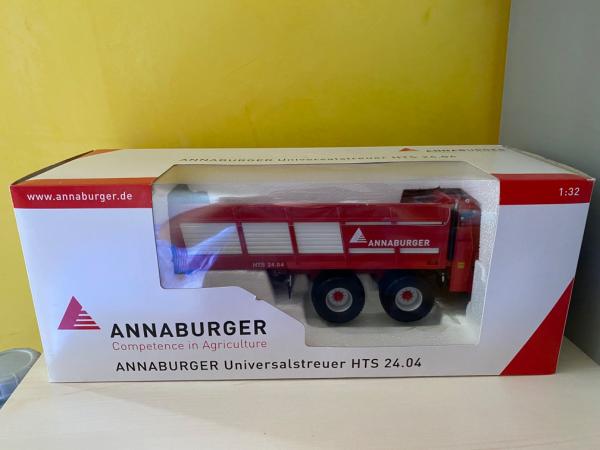 ANNABURGER Universalstreuer HTS 24.04
www.annaburger.de
1:32
ANNABURGER
HTS 24.04
ANNABURGER
Competence in Agriculture
ANNABURGER Universalstreuer HTS 24.04